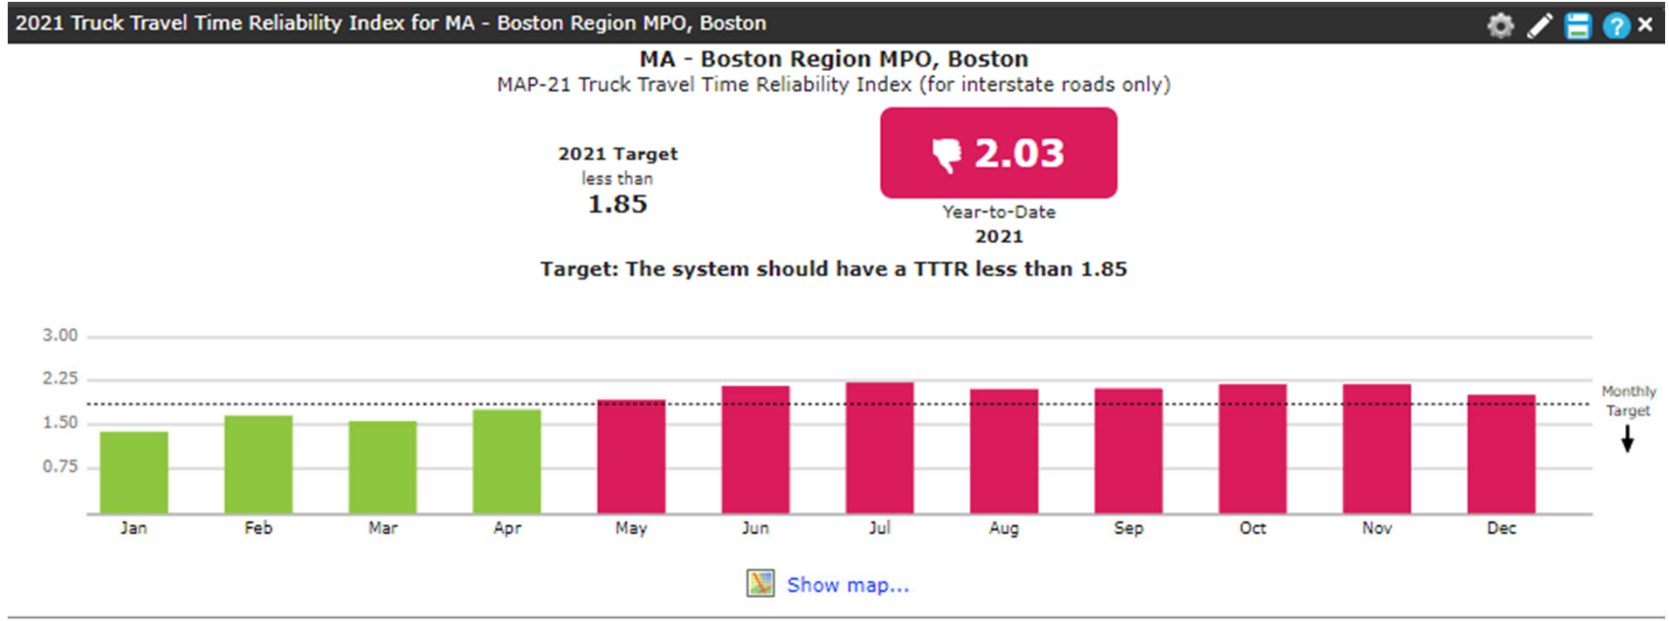 2021 Truck Travel Time Reliability Index for MA - Boston Region MPO, Boston
MA - Boston Region MPO, Boston
MAP-21 Truck Travel Time Reliability Index (for interstate roads only)
2021 Target
less than
1.85
2.03
Year-to-Date
2021
Target: The system should have a TTTR less than 1.85
3.00
2.25
1.50
0.75
Monthly
Target
Jan Feb Mar Apr May Jun Jul Aug Sep Oct Nov Dec
Show map...